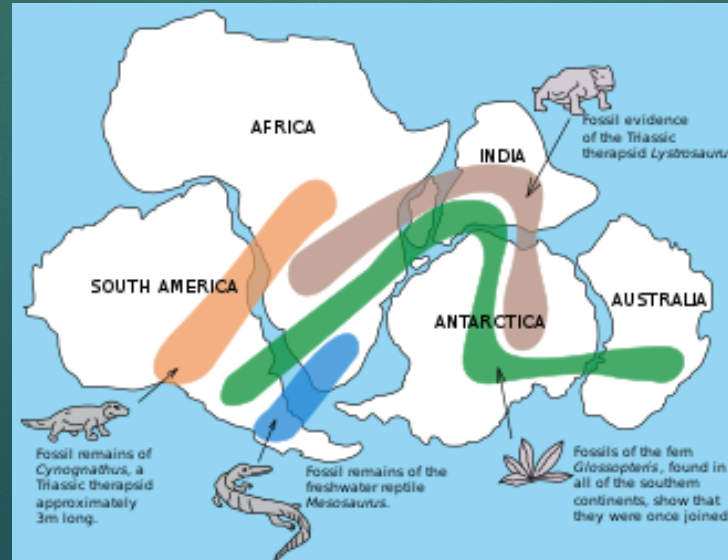 AFRICA
INDIA
Fossil evidence
of the Triassic
therapsid Lystrosaurus
SOUTH AMERICA
ANTARCTICA
AUSTRALIA
Fossil remains of
Cynognathus, a
Triassic therapsid
approximately
3m long.
Fossil remains of the
freshwater reptile
Mesosaurus.
Fossils of the fern
Glossopteris, found in
all of the southern
continents, show that
they were once joined